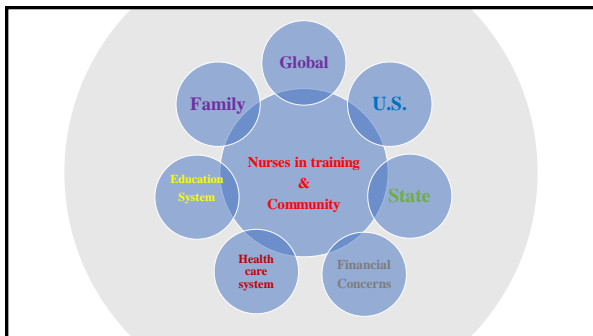 Global
Family
U.S.
Nurses in training
&
Community
Education
System
State
Health
care
system
Financial
Concerns